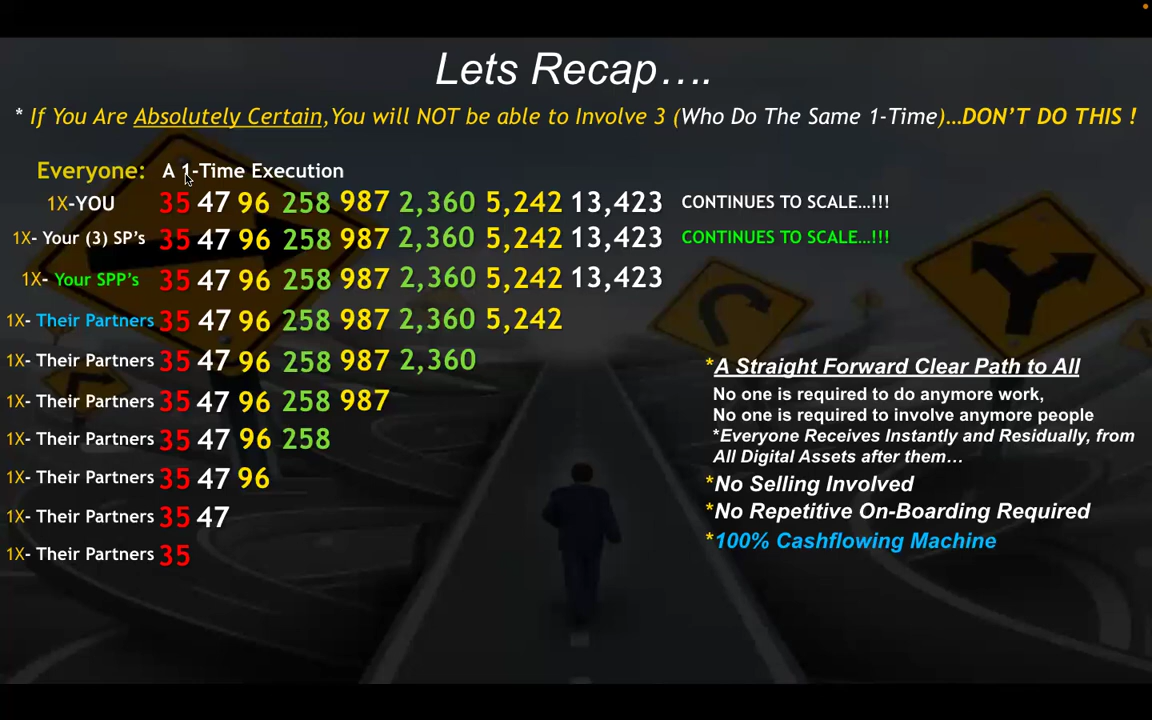 Lets Recap….
* If You Are Absolutely Certain,You will NOT be able to Involve 3 (Who Do The Same 1-Time)…DON'T DO THIS !
Everyone: A 1-Time Execution
1X-YOU 35 47 96 258 987 2,360 5,242 13,423 CONTINUES TO SCALE…!!!
1X- Your (3) SP's 35 47 96 258 987 2,360 5,242 13,423 CONTINUES TO SCALE…!!!
1X- Your SPP's 35 47 96 258 987 2,360 5,242 13,423
1X- Their Partners 35 47 96 258 987 2,360 5,242
1X- Their Partners 35 47 96 258 987 2,360
1X- Their Partners 35 47 96 258 987
1X- Their Partners 35 47 96 258
1X- Their Partners 35 47 96
1X- Their Partners 35 47
1X- Their Partners 35
*A Straight Forward Clear Path to All
No one is required to do anymore work,
No one is required to involve anymore people
*Everyone Receives Instantly and Residually, from
All Digital Assets after them…
*No Selling Involved
*No Repetitive On-Boarding Required
*100% Cashflowing Machine